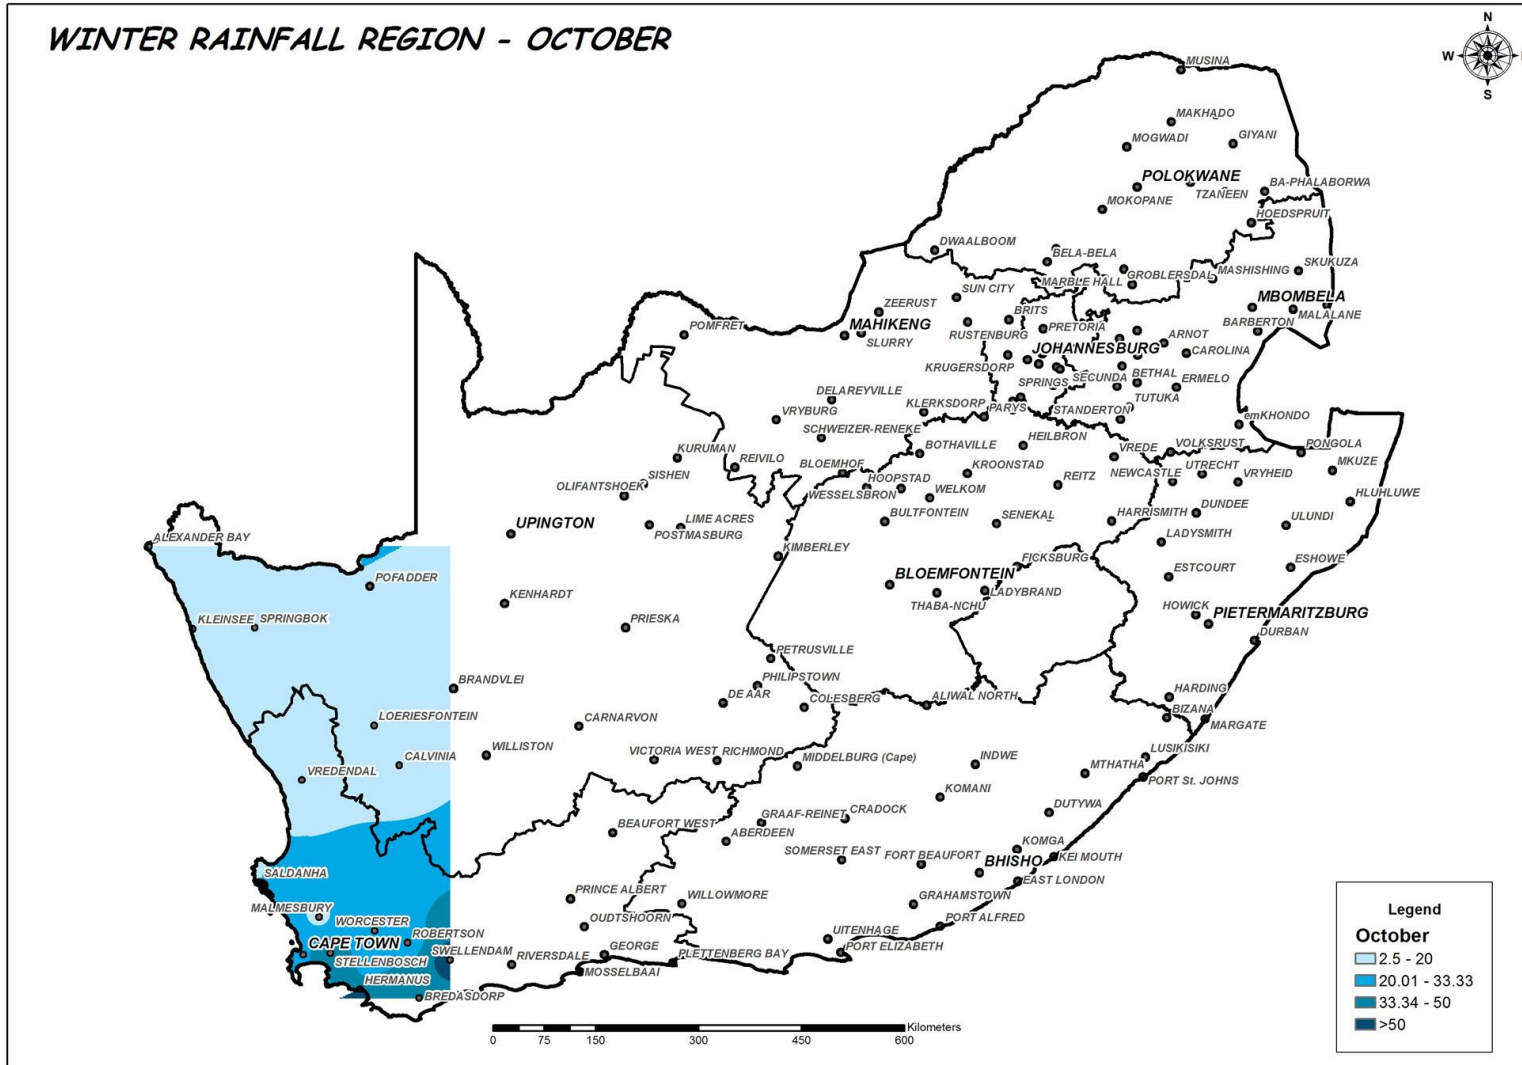 WINTER RAINFALL REGION - OCTOBER
N
W
S
MUSINA
MAKHADO
MOGWADI
GIYANI
POLOKWANE
BA-PHALABORWA
TZANEEN
MOKOPANE
HOEDSPRUIT
DWAALBOOM
BELA-BELA
GROBLERSDAL
MASHISHING
SKUKUZA
MARBLE HALL
SUN CITY
ZEERUST
MBOMBELA
MALALANE
BRITS
MAHIKENG
BARBERTON
PRETORIA
RUSTENBURG
POMFRET
SLURRY
ARNOT
JOHANNESBURG
CAROLINA
KRUGERSDORP
SPRINGS
SECUNDA
BETHAL
ERMELO
DELAREYVILLE
TUTUKA
KLERKSDORP
PARYS
STANDERTON
VRYBURG
emKHONDO
SCHWEIZER-RENEKE
HEILBRON
BOTHAVILLE
VREDE
VOLKSRUST
PONGOLA
KURUMAN
REIVILO
BLOEMHOF
KROONSTAD
MKUZE
SISHEN
HOOPSTAD
REITZ
NEWCASTLE
UTRECHT
VRYHEID
OLIFANTSHOEK
WESSELSBRON
WELKOM
HLUHLUWE
BULTFONTEIN
SENEKAL
HARRISMITH
DUNDEE
ULUNDI
UPINGTON
LIME ACRES
POSTMASBURG
LADYSMITH
ALEXANDER BAY
KIMBERLEY
FICKSBURG
ESHOWE
ESTCOURT
POFADDER
BLOEMFONTEIN
LADYBRAND
KENHARDT
THABA-NCHU
HOWICK
PIETERMARITZBURG
KLEINSEE
SPRINGBOK
PRIESKA
DURBAN
PETRUSVILLE
BRANDVLEI
PHILIPSTOWN
DE AAR
COLESBERG
ALIWAL NORTH
HARDING
BIZANA
LOERIESFONTEIN
CARNARVON
MARGATE
WILLISTON
VICTORIA WEST
RICHMOND
MIDDELBURG (Cape)
INDWE
LUSIKISIKI
CALVINIA
MTHATHA
VREDENDAL
PORT St. JOHNS
KOMANI
DUTYWA
GRAAF-REINET
CRADOCK
BEAUFORT WEST
ABERDEEN
KOMGA
SOMERSET EAST
FORT BEAUFORT
BHISHO
KEI MOUTH
SALDANHA
EAST LONDON
PRINCE ALBERT
WILLOWMORE
GRAHAMSTOWN
MALMESBURY
WORCESTER
OUDTSHOORN
PORT ALFRED
ROBERTSON
UITENHAGE
CAPE TOWN
SWELLENDAM
GEORGE
PLETTENBERG BAY
PORT ELIZABETH
STELLENBOSCH
RIVERSDALE
MOSSELBAAI
HERMANUS
BREDASDORP
Kilometers
0 75 150 300 450 600
Legend
October
2.5 - 20
20.01 - 33.33
33.34 - 50
>50